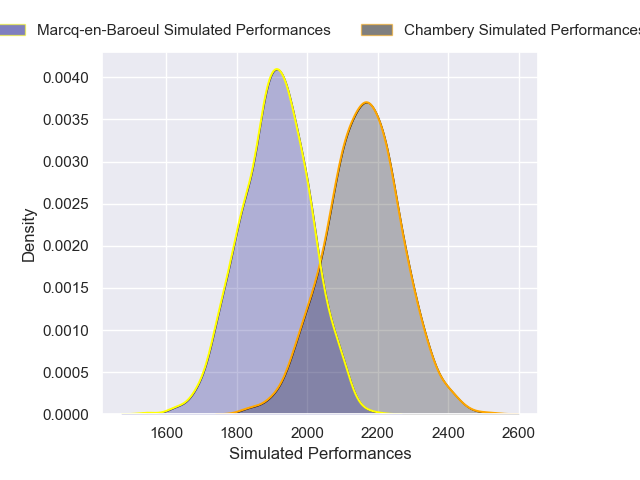 Marcq-en-Baroeul Simulated Performances
Chambery Simulated Performances
0.0040
0.0035
0.0030
0.0025
0.0020
0.0015
0.0010
0.0005
0.0000
Density
1600 1800 2000 2200 2400 2600
Simulated Performances